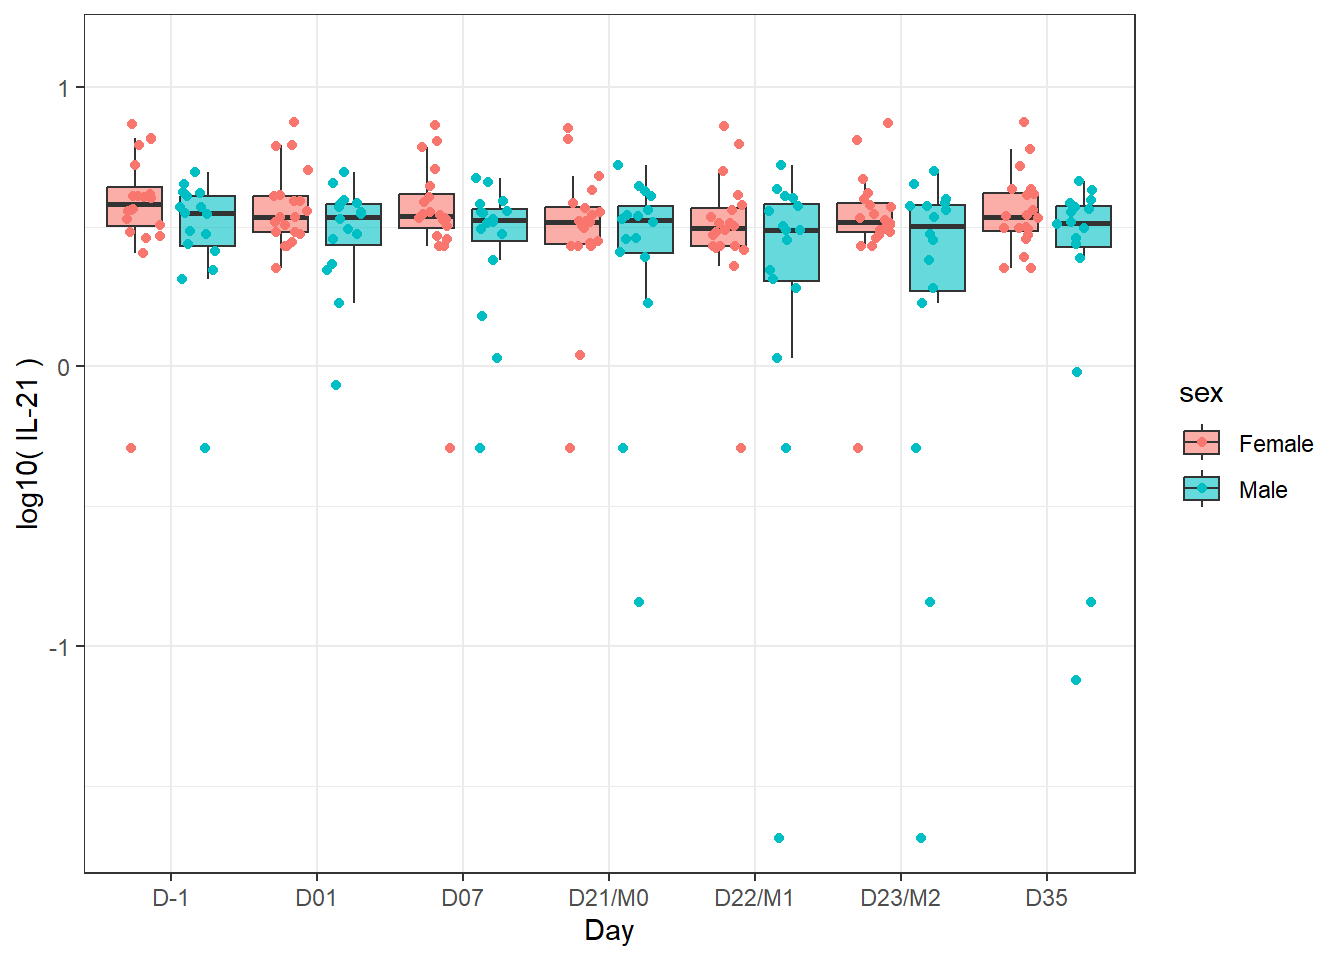 1
0
-1
log10( IL-21 )
D-1
D01
D07
D21/M0
D22/M1
D23/M2
D35
Day
sex
Female
Male